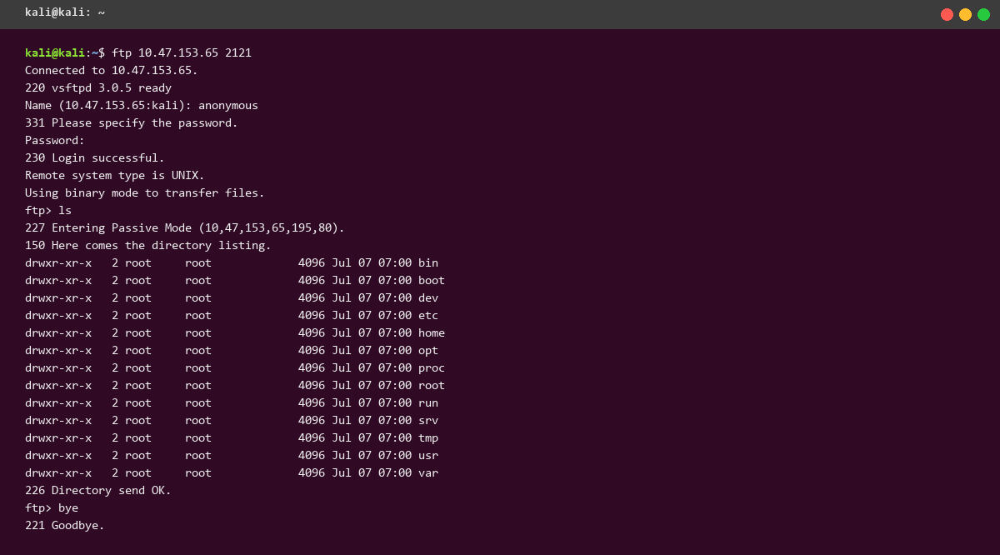 kali@kali: ~
kali@kali:~$ ftp 10.47.153.65 2121
Connected to 10.47.153.65.
220 vsftpd 3.0.5 ready
Name (10.47.153.65:kali): anonymous
331 Please specify the password.
Password:
230 Login successful.
Remote system type is UNIX.
Using binary mode to transfer files.
ftp> ls
227 Entering Passive Mode (10,47,153,65,195,80).
150 Here comes the directory listing.
drwxr-xr-x   2 root     root             4096 Jul 07 07:00 bin
drwxr-xr-x   2 root     root             4096 Jul 07 07:00 boot
drwxr-xr-x   2 root     root             4096 Jul 07 07:00 dev
drwxr-xr-x   2 root     root             4096 Jul 07 07:00 etc
drwxr-xr-x   2 root     root             4096 Jul 07 07:00 home
drwxr-xr-x   2 root     root             4096 Jul 07 07:00 opt
drwxr-xr-x   2 root     root             4096 Jul 07 07:00 proc
drwxr-xr-x   2 root     root             4096 Jul 07 07:00 root
drwxr-xr-x   2 root     root             4096 Jul 07 07:00 run
drwxr-xr-x   2 root     root             4096 Jul 07 07:00 srv
drwxr-xr-x   2 root     root             4096 Jul 07 07:00 tmp
drwxr-xr-x   2 root     root             4096 Jul 07 07:00 usr
drwxr-xr-x   2 root     root             4096 Jul 07 07:00 var
226 Directory send OK.
ftp> bye
221 Goodbye.